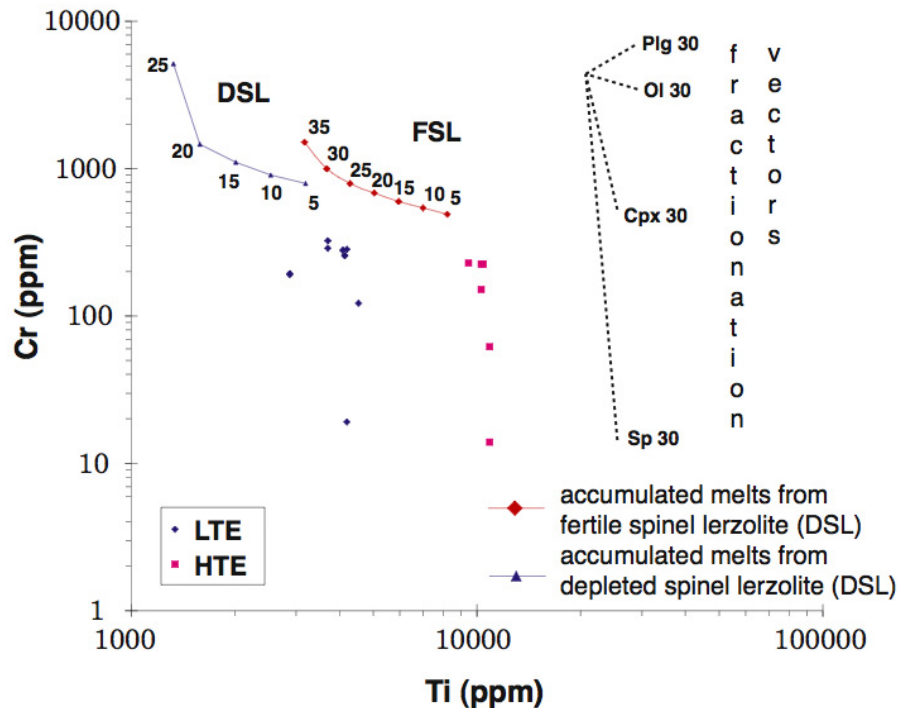 10000
1000
100
10
1
Cr (ppm)
1000
10000
100000
Ti (ppm)
DSL
25
20
15
10
5
FSL
35
30
25
20
15
10
5
Plg 30
Ol 30
Cpx 30
Sp 30
fractionation
vectors
LTE
HTE
accumulated melts from
fertile spinel lerzolite (DSL)
accumulated melts from
depleted spinel lerzolite (DSL)